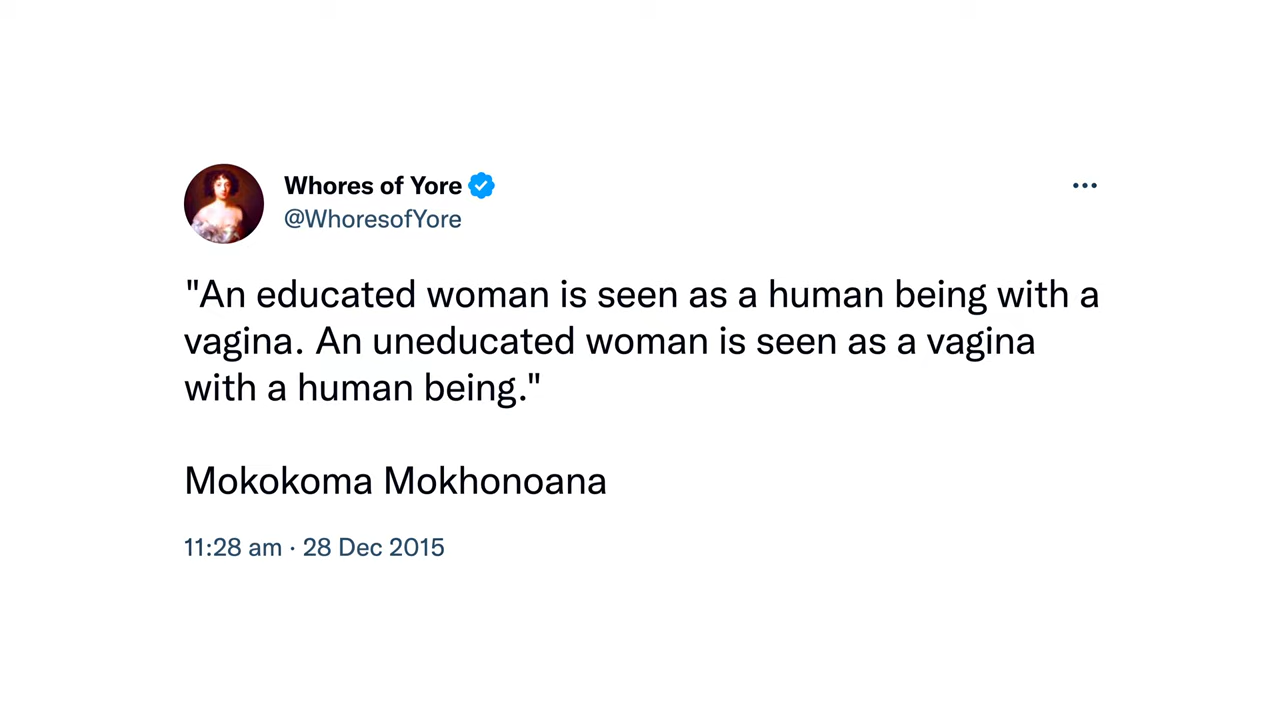 Whores of Yore
@WhoresofYore
"An educated woman is seen as a human being with a
vagina. An uneducated woman is seen as a vagina
with a human being."
Mokokoma Mokhonoana
11:28 am · 28 Dec 2015